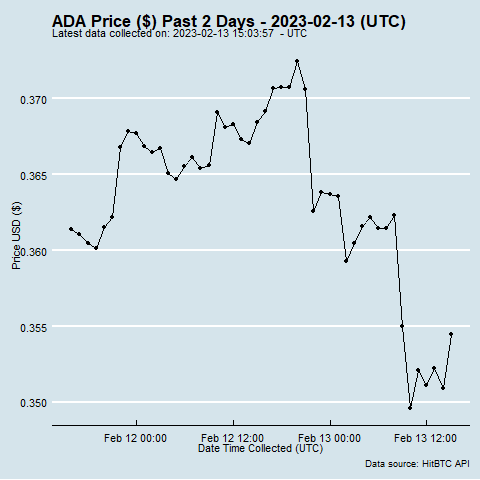 ADA Price ($) Past 2 Days - 2023-02-13 (UTC)
Latest data collected on: 2023-02-13 15:03:57 - UTC
Price USD ($)
0.370
0.365
0.360
0.355
0.350
Feb 12 00:00
Feb 12 12:00
Feb 13 00:00
Feb 13 12:00
Date Time Collected (UTC)
Data source: HitBTC API